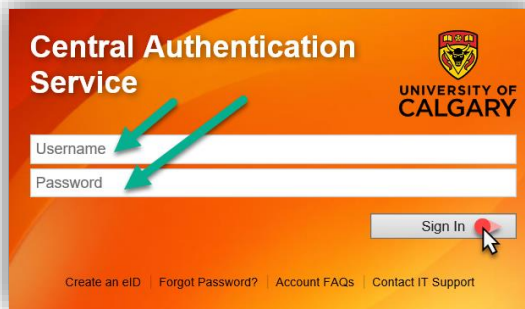 Central Authentication
Service
UNIVERSITY OF
CALGARY
Username
Password
Sign In
Create an eID | Forgot Password? | Account FAQs | Contact IT Support